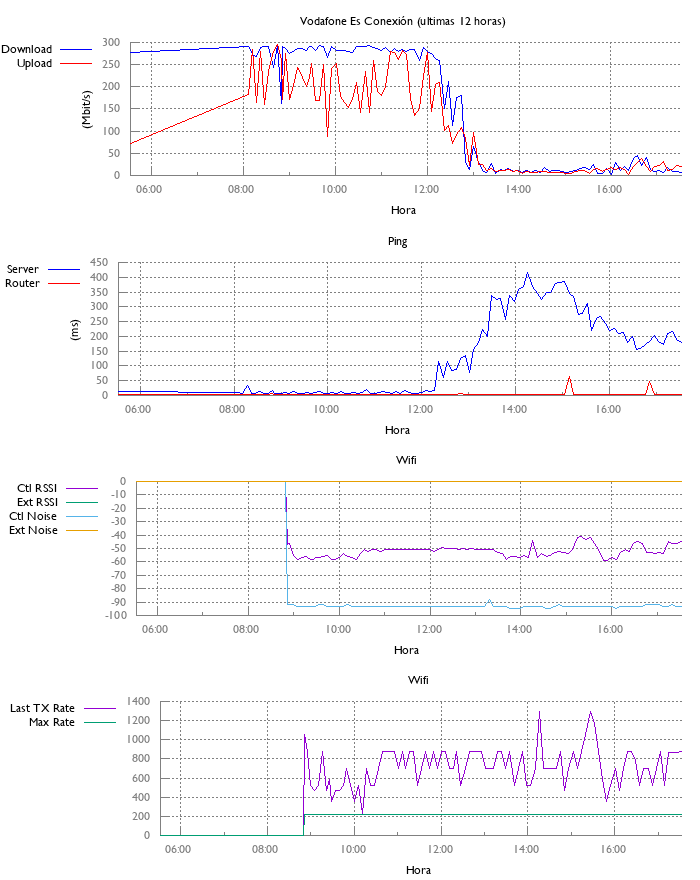 Vodafone Es Conexión (ultimas 12 horas)
Download
Upload
(Mbit/s)
300
250
200
150
100
50
0
06:00 08:00 10:00 12:00 14:00 16:00
Hora
Ping
Server
Router
(ms)
450
400
350
300
250
200
150
100
50
0
06:00 08:00 10:00 12:00 14:00 16:00
Hora
Wifi
Ctl RSSI
Ext RSSI
Ctl Noise
Ext Noise
0
-10
-20
-30
-40
-50
-60
-70
-80
-90
-100
06:00 08:00 10:00 12:00 14:00 16:00
Hora
Wifi
Last TX Rate
Max Rate
1400
1200
1000
800
600
400
200
0
06:00 08:00 10:00 12:00 14:00 16:00
Hora